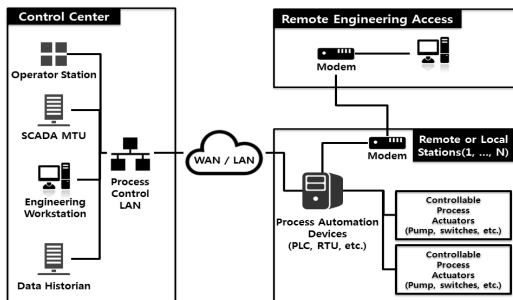 Control Center
Operator Station
SCADA MTU
Engineering
Workstation
Data Historian
Process
Control
LAN
WAN / LAN
Remote Engineering Access
Modem
Modem
Remote or Local
Stations(1, ..., N)
Process Automation
Devices
(PLC, RTU, etc.)
Controllable
Process
Actuators
(Pump, switches, etc.)
Controllable
Process
Actuators
(Pump, switches, etc.)